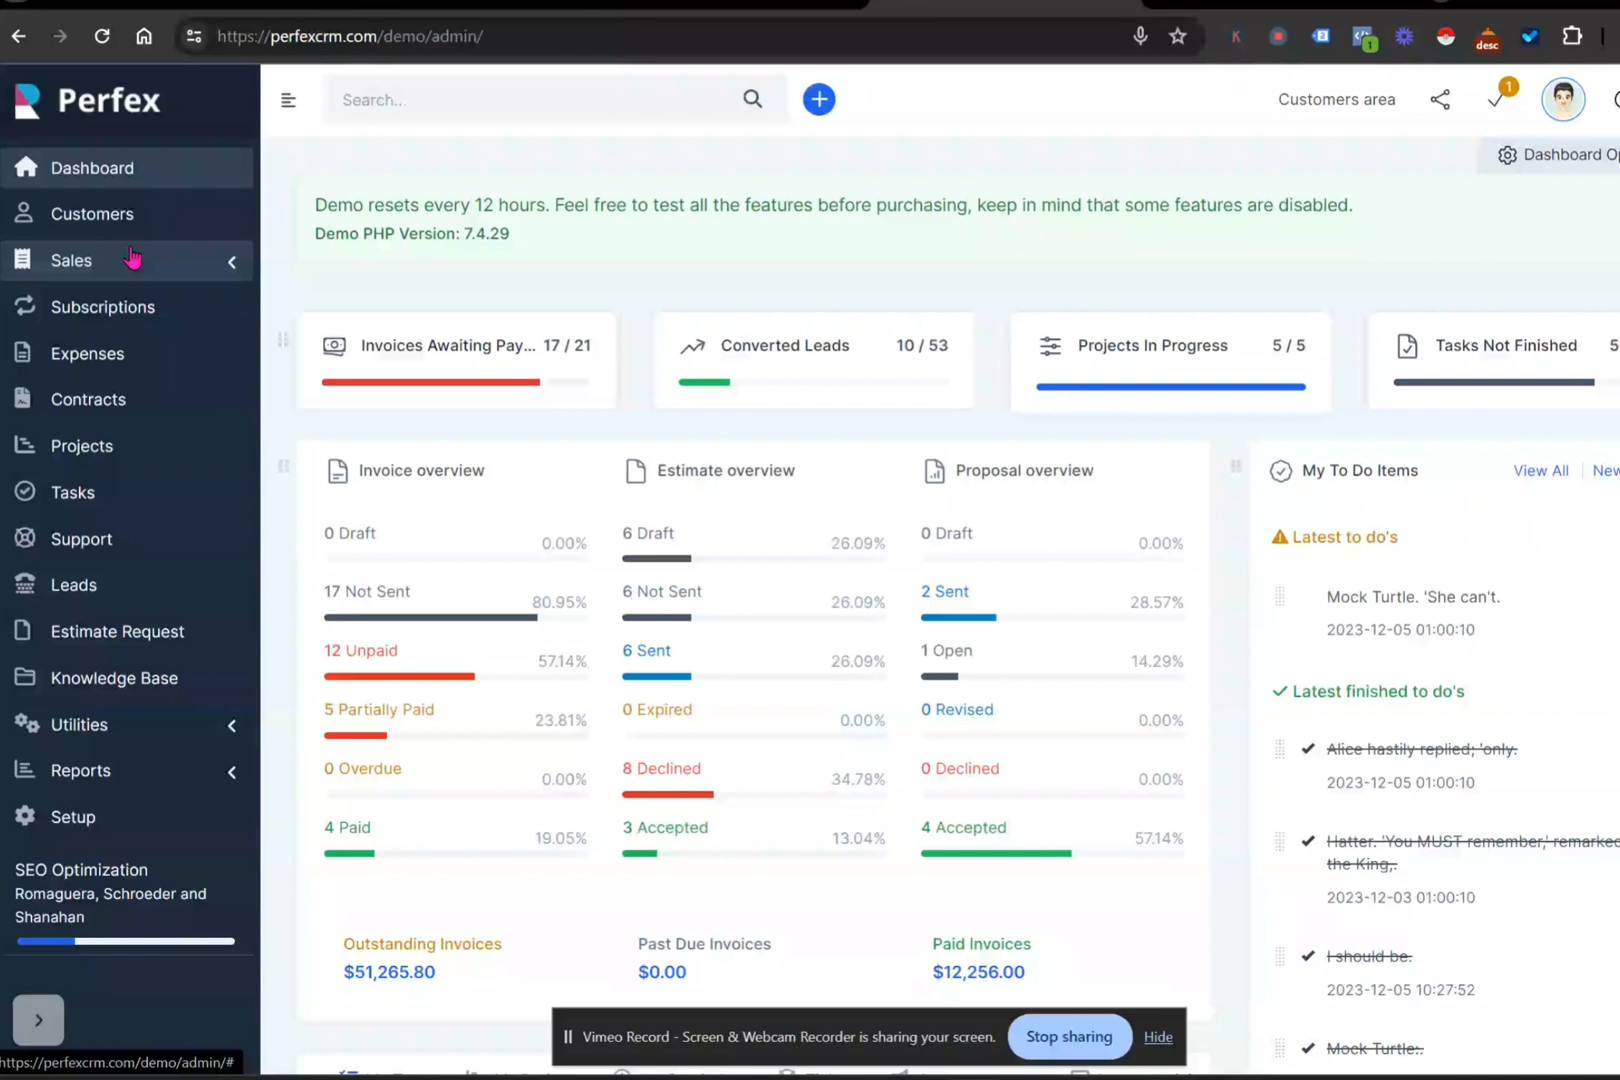 https://perfexcrm.com/demo/admin/
1
desc
Perfex
Search...
Customers area
1
Dashboard
Customers
Sales
Subscriptions
Expenses
Contracts
Projects
Tasks
Support
Leads
Estimate Request
Knowledge Base
Utilities
Reports
Setup
SEO Optimization
Romaguera, Schroeder and
Shanahan
https://perfexcrm.com/demo/admin/#
Dashboard Op
Demo resets every 12 hours. Feel free to test all the features before purchasing, keep in mind that some features are disabled.
Demo PHP Version: 7.4.29
Invoices Awaiting Pay... 17 / 21
Converted Leads 10 / 53
Projects In Progress 5 / 5
Tasks Not Finished 5
Invoice overview
0 Draft 0.00%
17 Not Sent 80.95%
12 Unpaid 57.14%
5 Partially Paid 23.81%
0 Overdue 0.00%
4 Paid 19.05%
Estimate overview
6 Draft 26.09%
6 Not Sent 26.09%
6 Sent 26.09%
0 Expired 0.00%
8 Declined 34.78%
3 Accepted 13.04%
Proposal overview
0 Draft 0.00%
2 Sent 28.57%
1 Open 14.29%
0 Revised 0.00%
0 Declined 0.00%
4 Accepted 57.14%
Outstanding Invoices
$51,265.80
Past Due Invoices
$0.00
Paid Invoices
$12,256.00
My To Do Items
View All | New
Latest to do's
Mock Turtle. 'She can't.
2023-12-05 01:00:10
Latest finished to do's
Alice hastily replied; 'only.
2023-12-05 01:00:10
Hatter. 'You MUST remember,' remarked
the King,.
2023-12-03 01:00:10
I should be.
2023-12-05 10:27:52
Mock Turtle:.
Vimeo Record - Screen & Webcam Recorder is sharing your screen.
Stop sharing
Hide